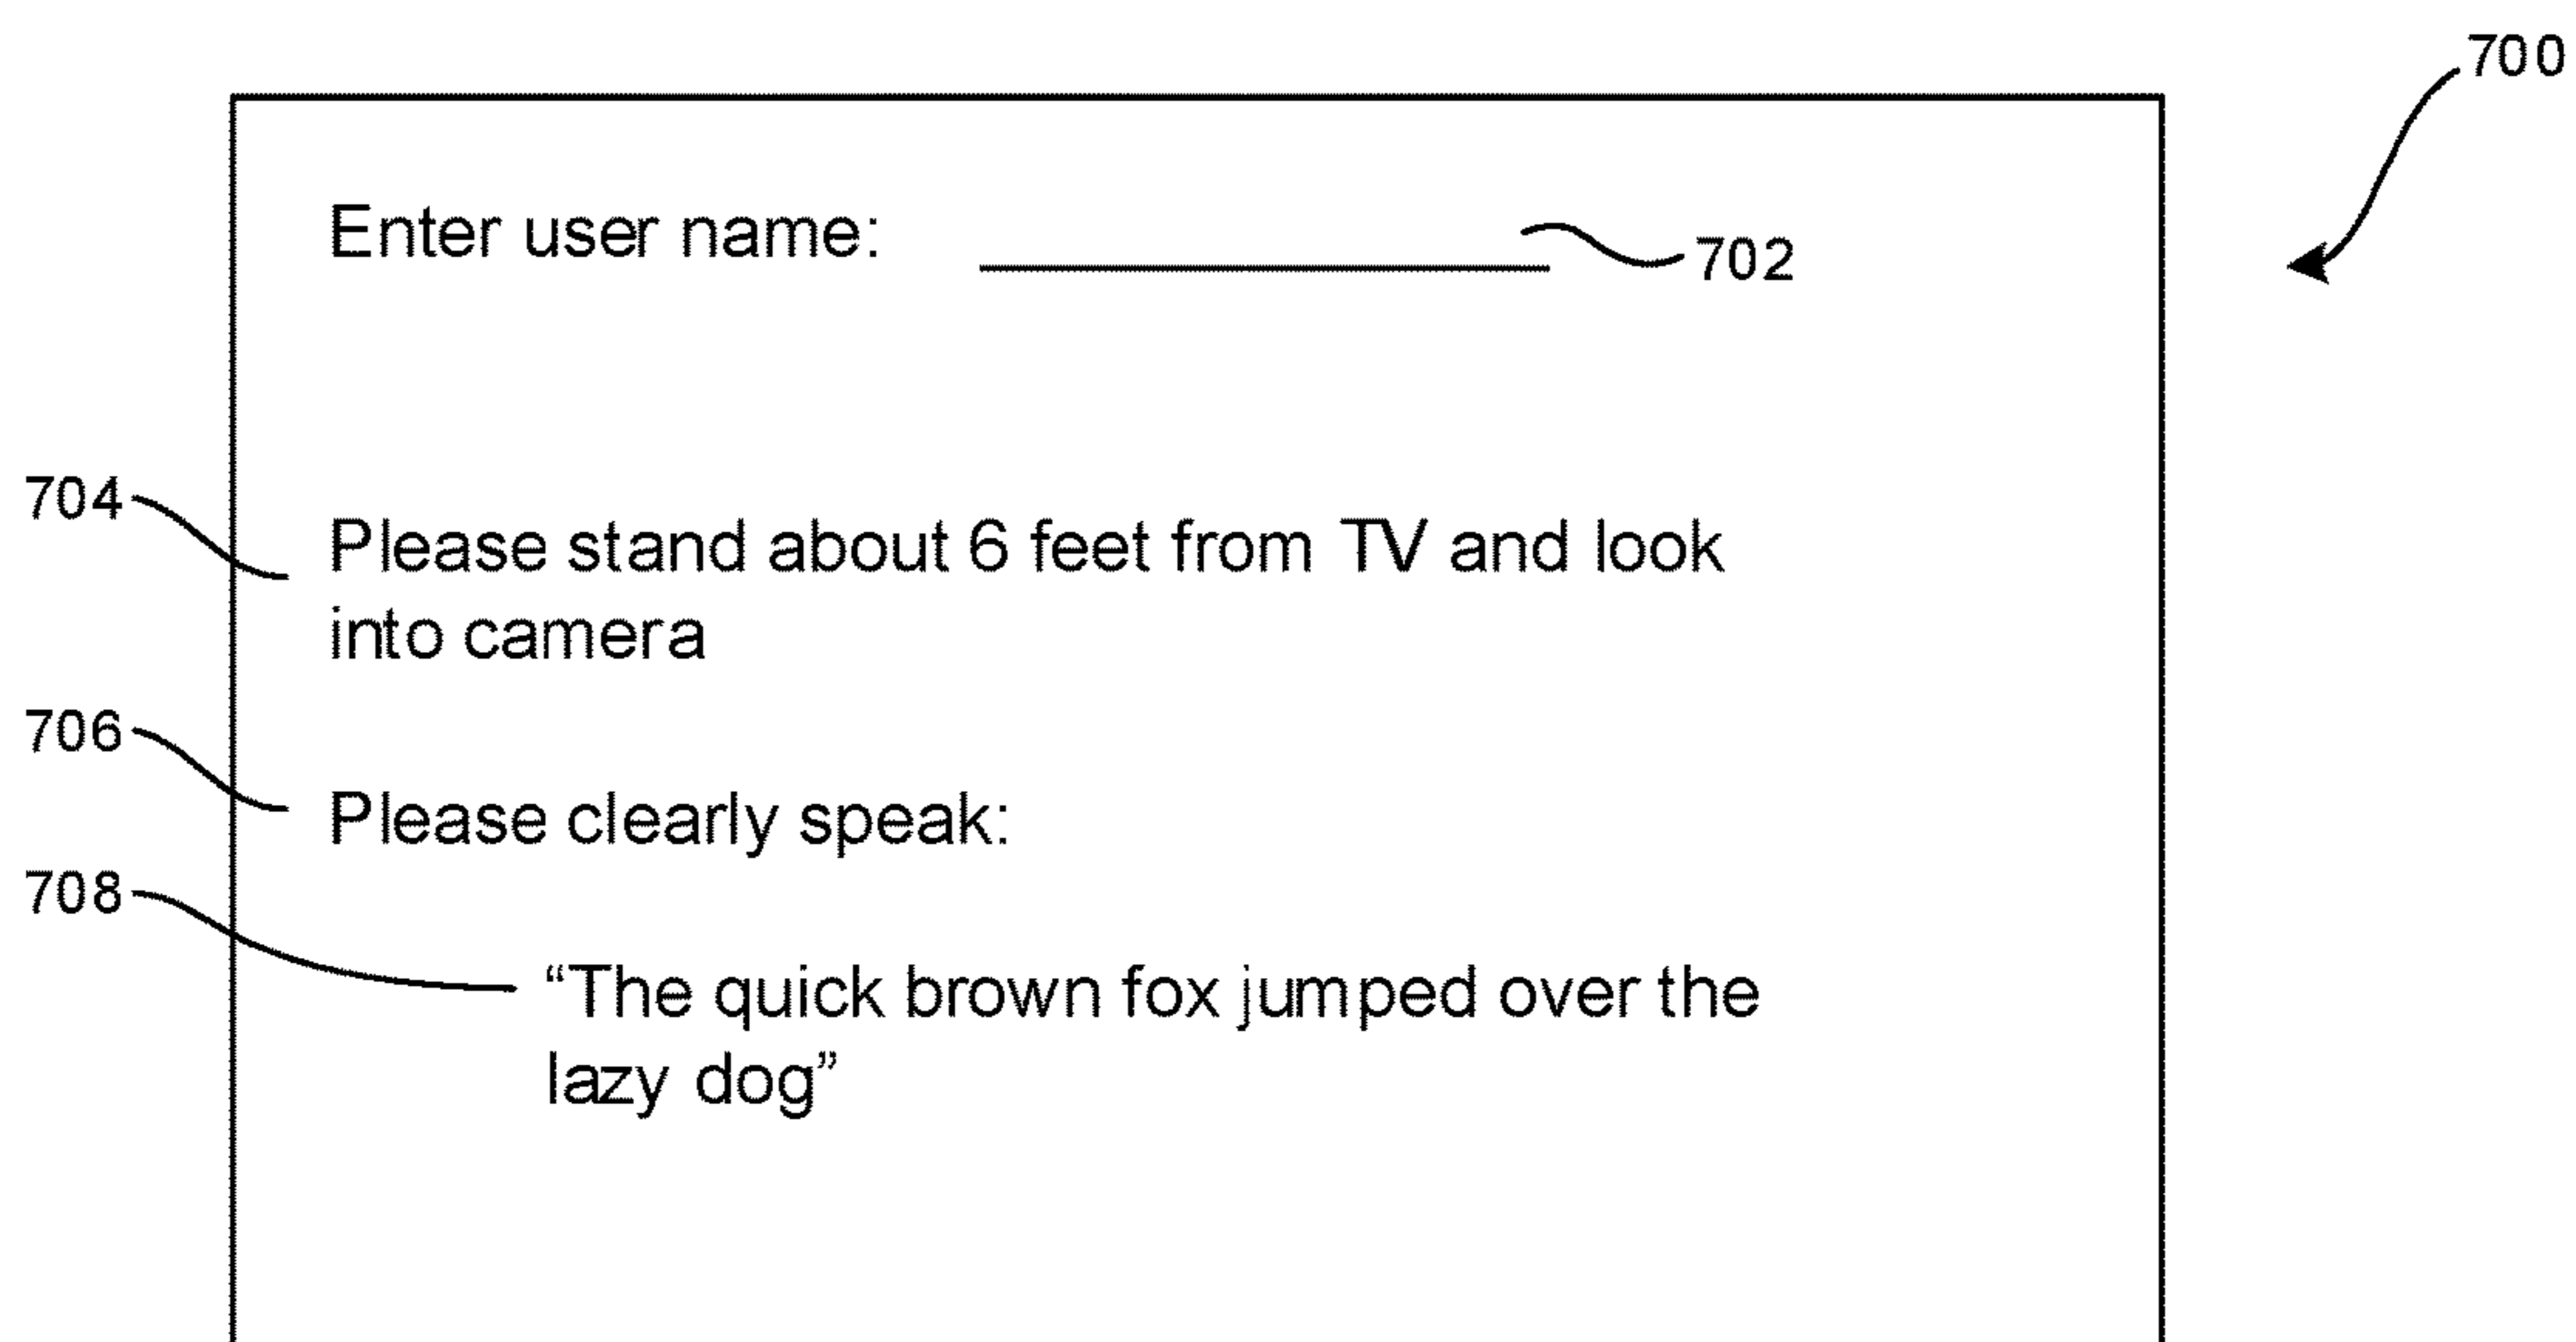 700
Enter user name:
702
704
Please stand about 6 feet from TV and look
into camera
706
Please clearly speak:
708
“The quick brown fox jumped over the
lazy dog”